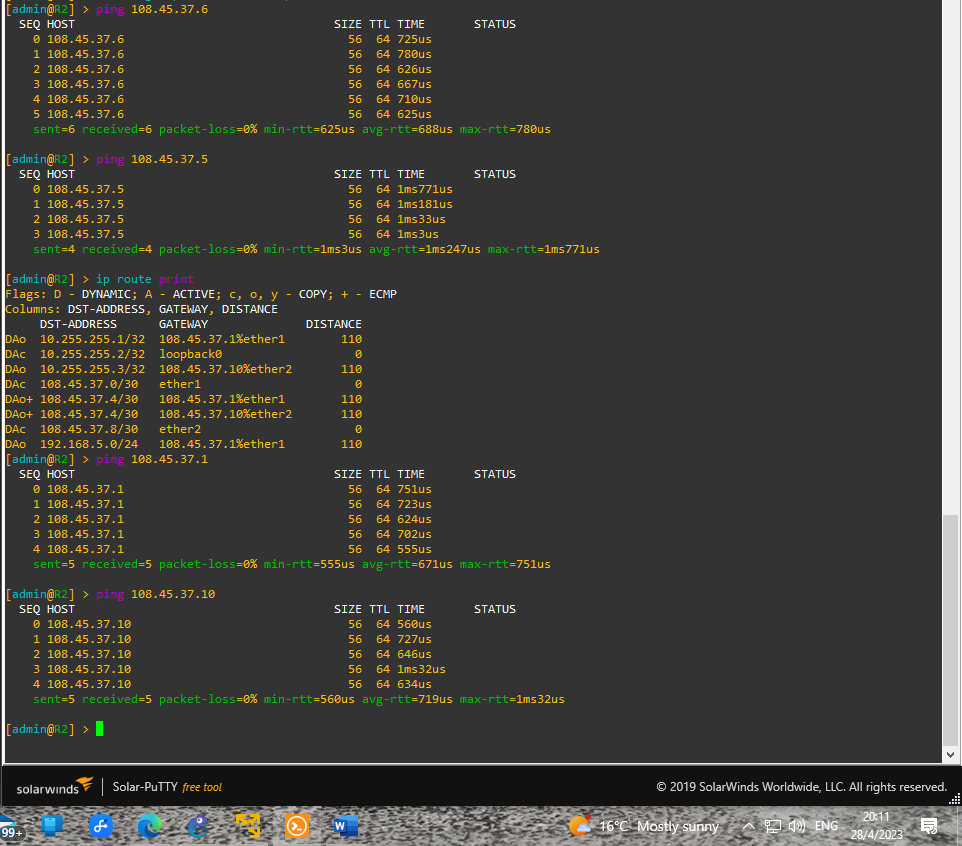 [admin@R2] > ping 108.45.37.6
SEQ HOST SIZE TTL TIME STATUS
0 108.45.37.6 56 64 725us
1 108.45.37.6 56 64 780us
2 108.45.37.6 56 64 626us
3 108.45.37.6 56 64 667us
4 108.45.37.6 56 64 710us
5 108.45.37.6 56 64 625us
sent=6 received=6 packet-loss=0% min-rtt=625us avg-rtt=688us max-rtt=780us
[admin@R2] > ping 108.45.37.5
SEQ HOST SIZE TTL TIME STATUS
0 108.45.37.5 56 64 1ms771us
1 108.45.37.5 56 64 1ms181us
2 108.45.37.5 56 64 1ms33us
3 108.45.37.5 56 64 1ms3us
sent=4 received=4 packet-loss=0% min-rtt=1ms3us avg-rtt=1ms247us max-rtt=1ms771us
[admin@R2] > ip route print
Flags: D - DYNAMIC; A - ACTIVE; c, o, y - COPY; + - ECMP
Columns: DST-ADDRESS, GATEWAY, DISTANCE
DST-ADDRESS GATEWAY DISTANCE
DAo 10.255.255.1/32 108.45.37.1%ether1 110
DAc 10.255.255.2/32 loopback0 0
DAo 10.255.255.3/32 108.45.37.10%ether2 110
DAc 108.45.37.0/30 ether1 0
DAo+ 108.45.37.4/30 108.45.37.1%ether1 110
DAo+ 108.45.37.4/30 108.45.37.10%ether2 110
DAc 108.45.37.8/30 ether2 0
DAo 192.168.5.0/24 108.45.37.1%ether1 110
[admin@R2] > ping 108.45.37.1
SEQ HOST SIZE TTL TIME STATUS
0 108.45.37.1 56 64 751us
1 108.45.37.1 56 64 723us
2 108.45.37.1 56 64 624us
3 108.45.37.1 56 64 702us
4 108.45.37.1 56 64 555us
sent=5 received=5 packet-loss=0% min-rtt=555us avg-rtt=671us max-rtt=751us
[admin@R2] > ping 108.45.37.10
SEQ HOST SIZE TTL TIME STATUS
0 108.45.37.10 56 64 560us
1 108.45.37.10 56 64 727us
2 108.45.37.10 56 64 646us
3 108.45.37.10 56 64 1ms32us
4 108.45.37.10 56 64 634us
sent=5 received=5 packet-loss=0% min-rtt=560us avg-rtt=719us max-rtt=1ms32us
[admin@R2] >
solarwinds Solar-PuTTY free tool © 2019 SolarWinds Worldwide, LLC. All rights reserved.
99+ W 16°C Mostly sunny ENG 20:11
28/4/2023